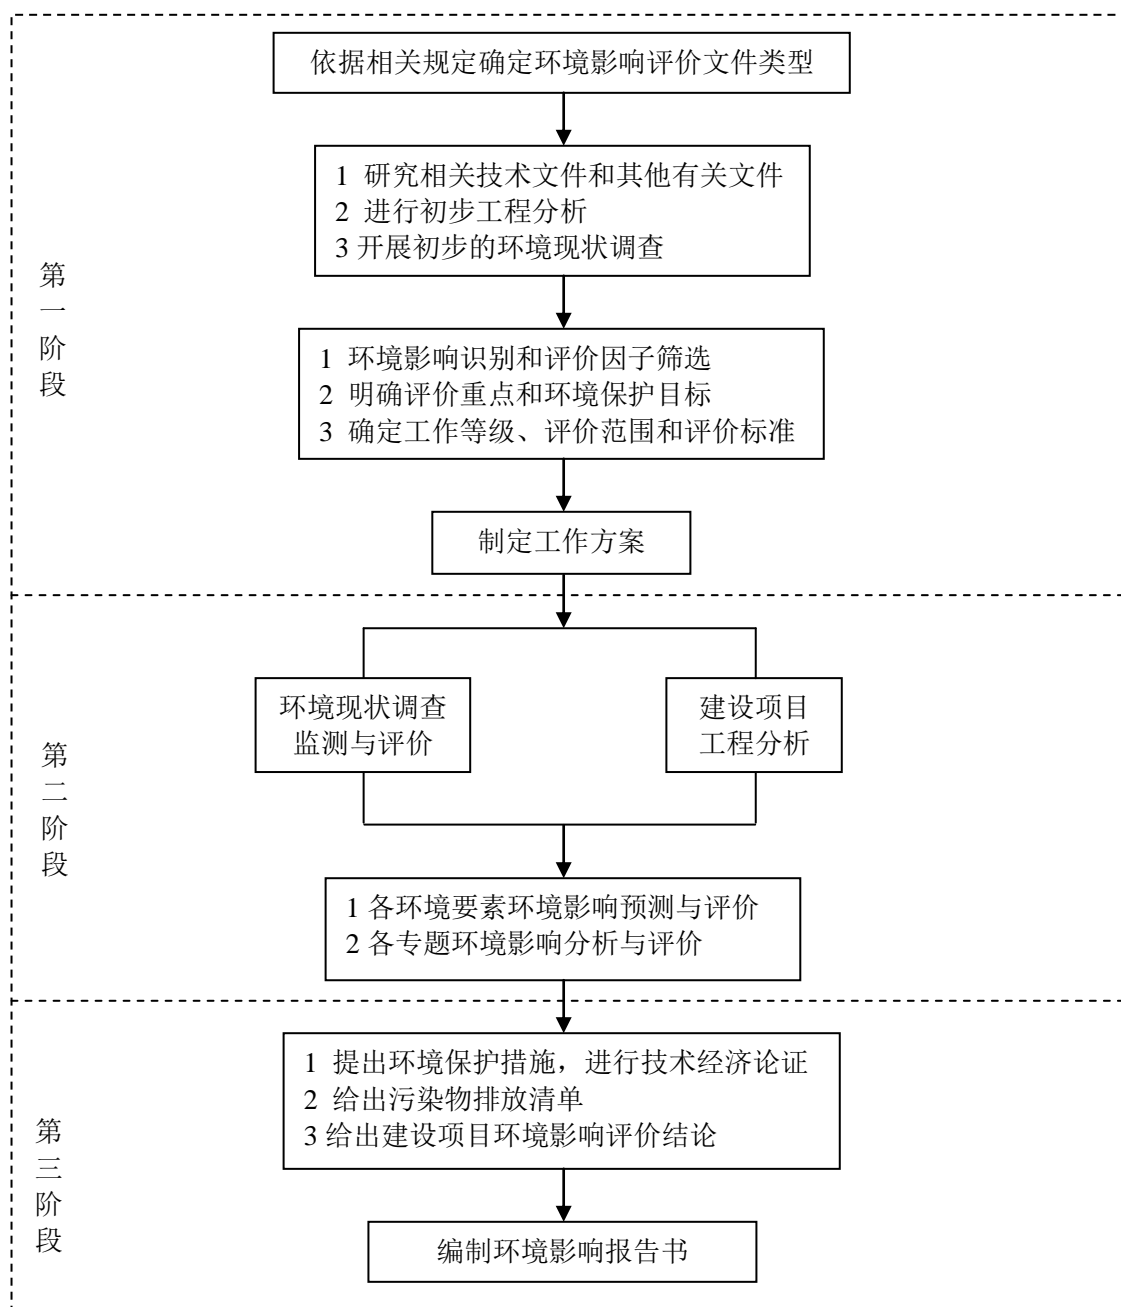 依据相关规定确定环境影响评价文件类型
1 研究相关技术文件和其他有关文件
2 进行初步工程分析
3 开展初步的环境现状调查
第一阶段
1 环境影响识别和评价因子筛选
2 明确评价重点和环境保护目标
3 确定工作等级、评价范围和评价标准
制定工作方案
环境现状调查
监测与评价
建设项目
工程分析
第二阶段
1 各环境要素环境影响预测与评价
2 各专题环境影响分析与评价
1 提出环境保护措施，进行技术经济论证
2 给出污染物排放清单
3 给出建设项目环境影响评价结论
第三阶段
编制环境影响报告书